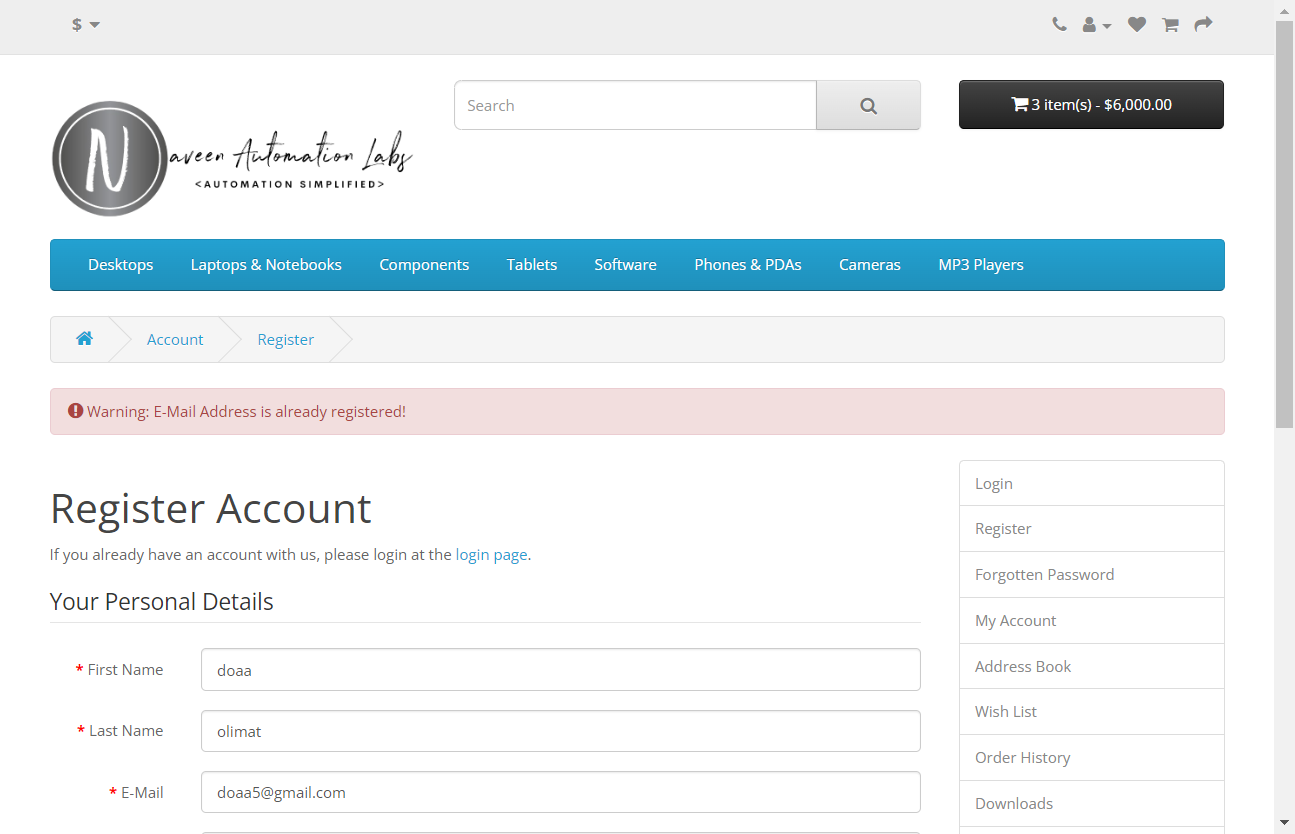 $
Search
3 item(s) - $6,000.00
N
aveen Automation Labs
<AUTOMATION SIMPLIFIED>
Desktops
Laptops & Notebooks
Components
Tablets
Software
Phones & PDAs
Cameras
MP3 Players
Account
Register
Warning: E-Mail Address is already registered!
Register Account
If you already have an account with us, please login at the login page.
Your Personal Details
* First Name
doaa
* Last Name
olimat
* E-Mail
doaa5@gmail.com
Login
Register
Forgotten Password
My Account
Address Book
Wish List
Order History
Downloads